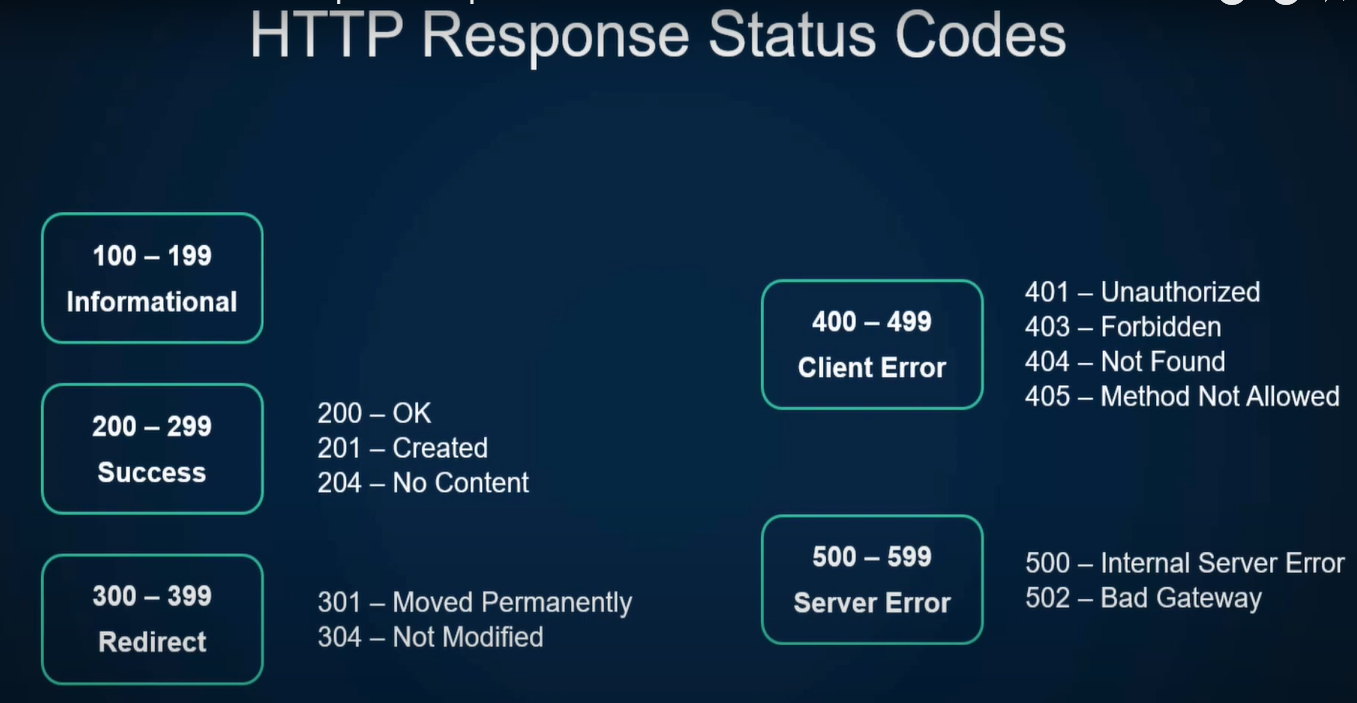 HTTP Response Status Codes
100 – 199
Informational
200 – 299
Success
200 – OK
201 – Created
204 – No Content
300 – 399
Redirect
301 – Moved Permanently
304 – Not Modified
400 – 499
Client Error
401 – Unauthorized
403 – Forbidden
404 – Not Found
405 – Method Not Allowed
500 – 599
Server Error
500 – Internal Server Error
502 – Bad Gateway